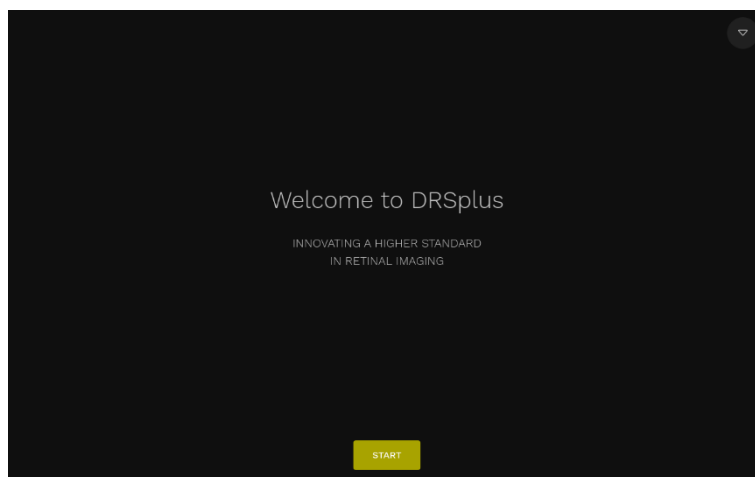 Welcome to DRSplus
INNOVATING A HIGHER STANDARD
IN RETINAL IMAGING
START